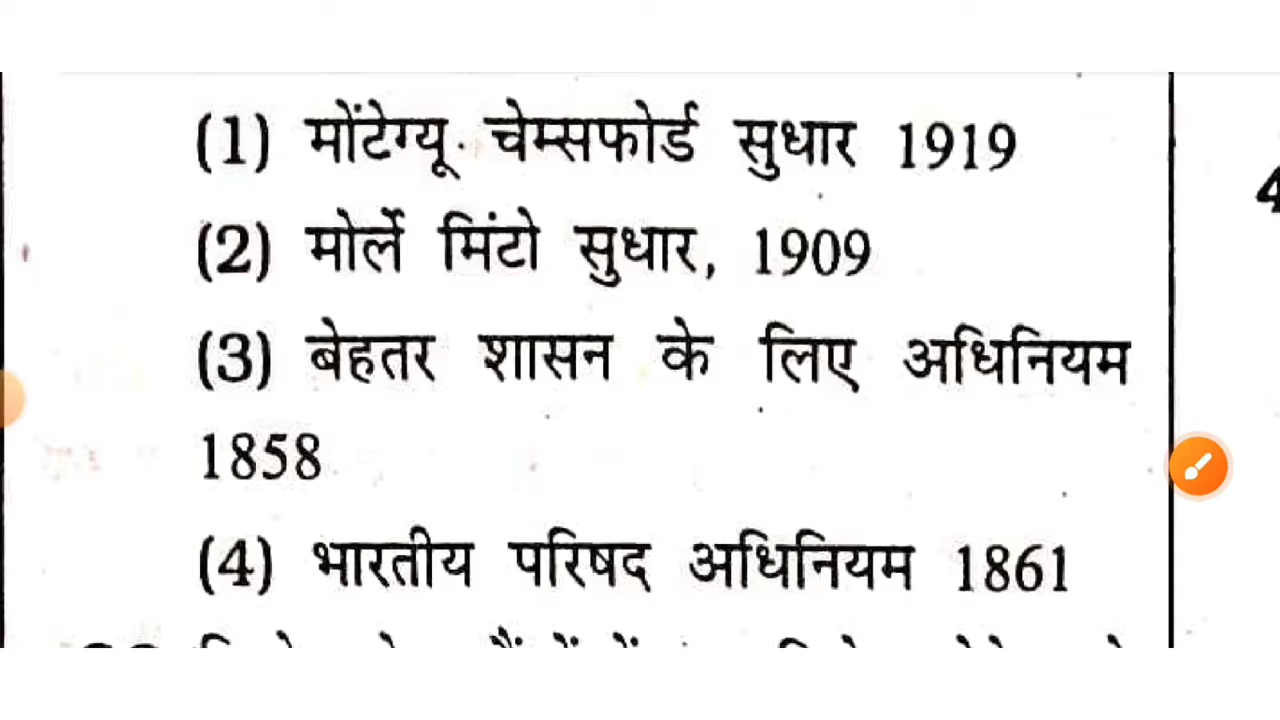 (1) मोंटेग्यू चेम्सफोर्ड सुधार 1919
(2) मोर्ले मिंटो सुधार, 1909
(3) बेहतर शासन के लिए अधिनियम
1858
(4) भारतीय परिषद अधिनियम 1861